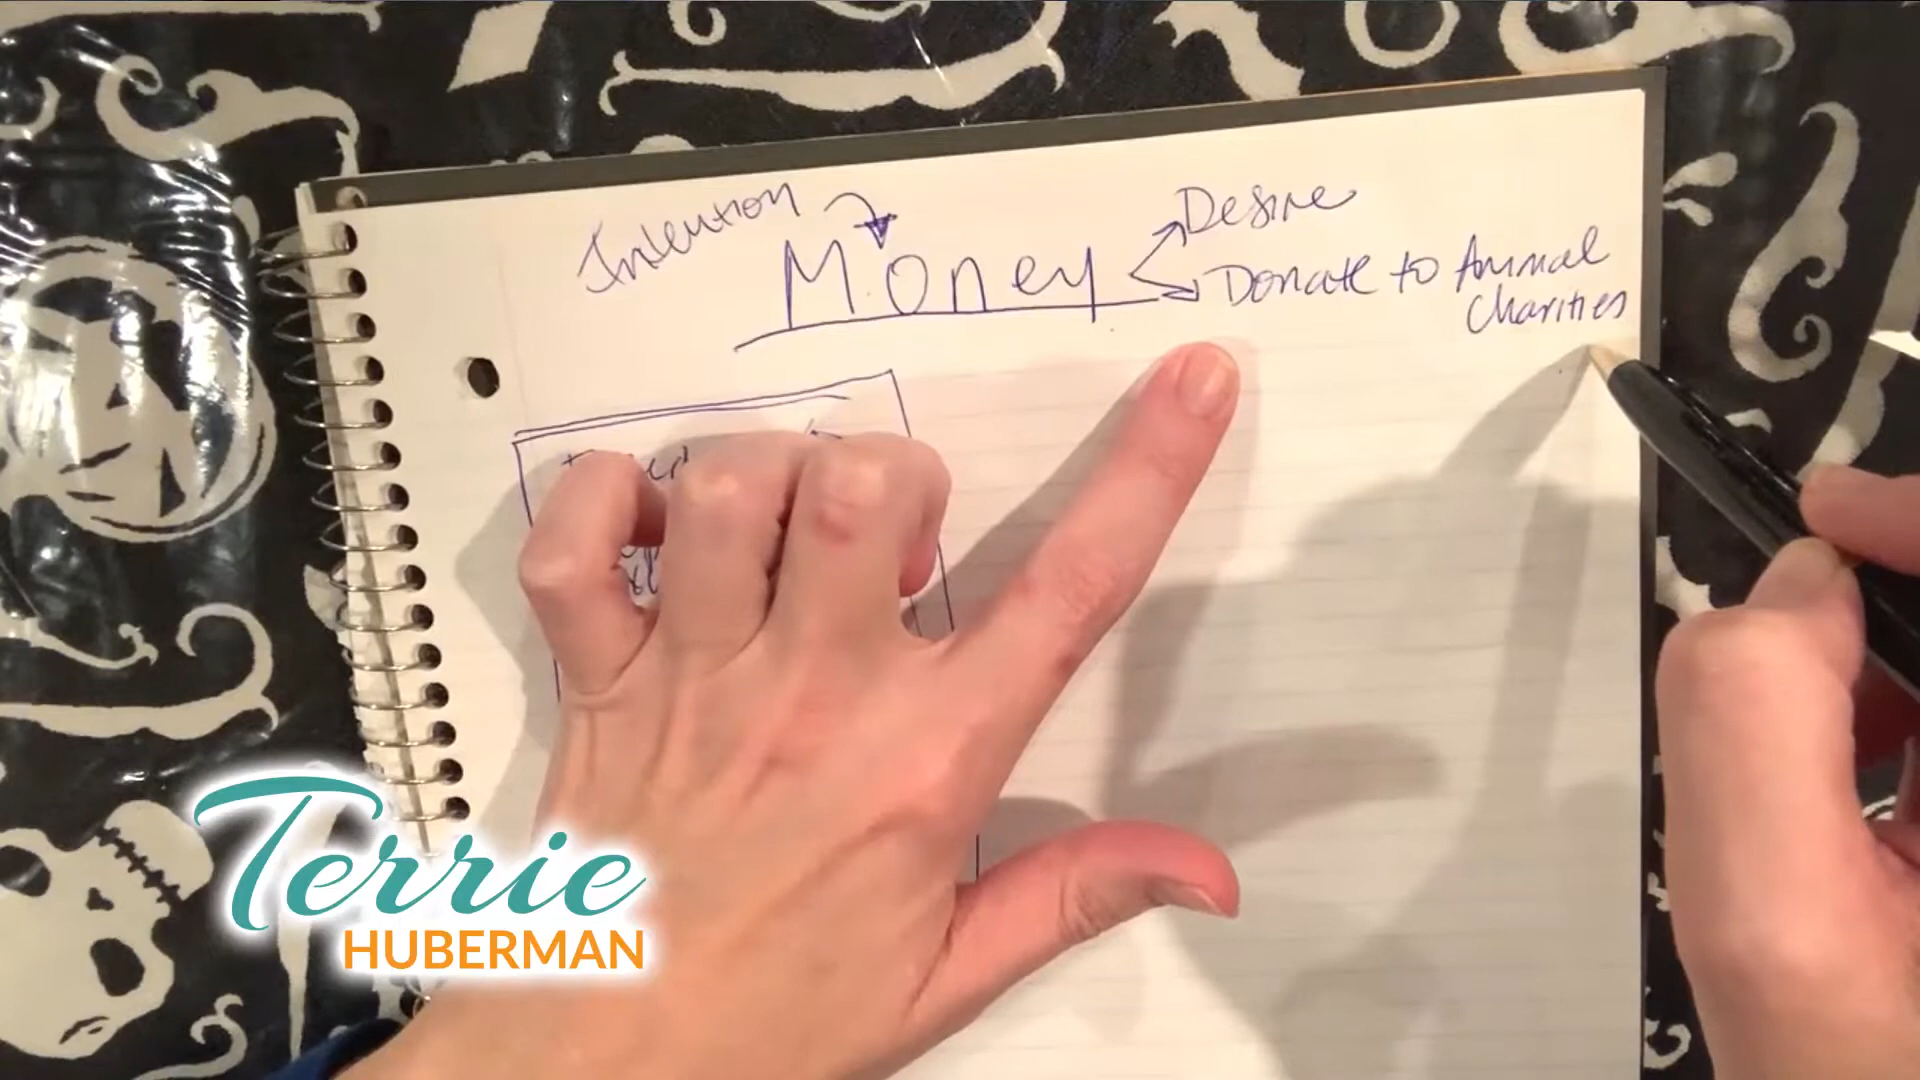 Intention
Money
Desire
Donate to Animal
Charities
Terrie
HUBERMAN